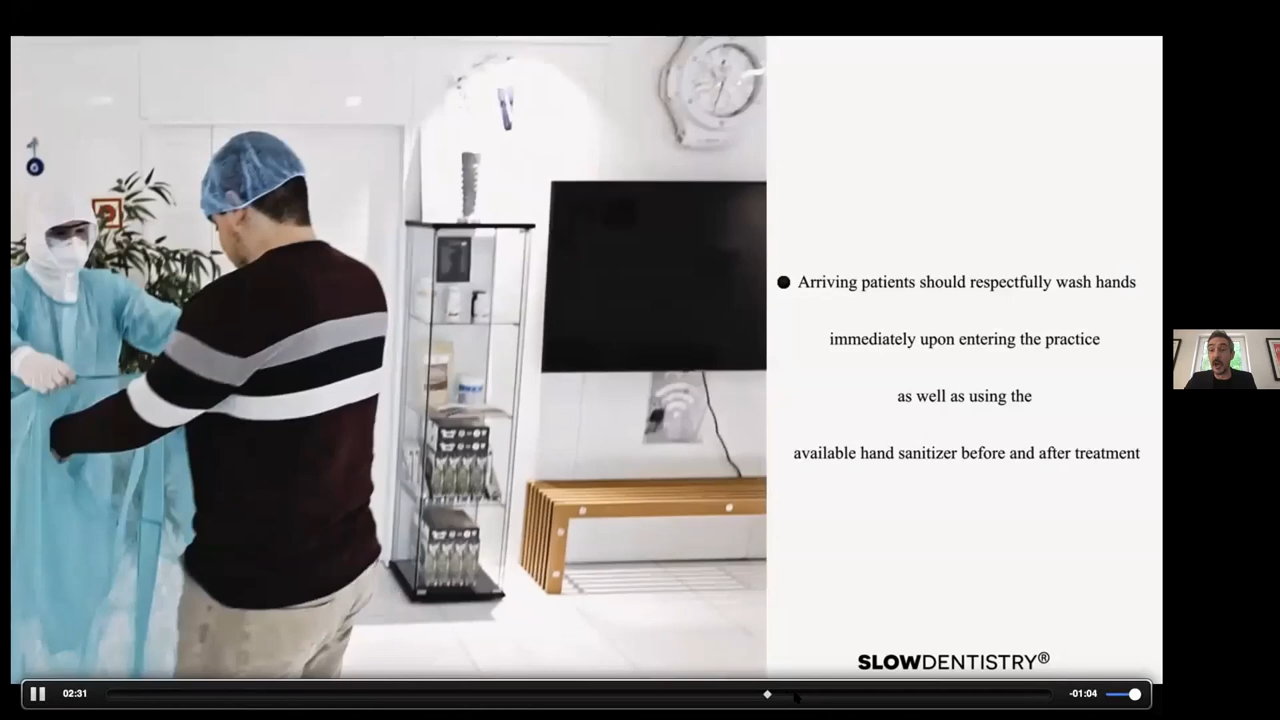 Arriving patients should respectfully wash hands
immediately upon entering the practice
as well as using the
available hand sanitizer before and after treatment
SLOWDENTISTRY®
02:31
-01:04